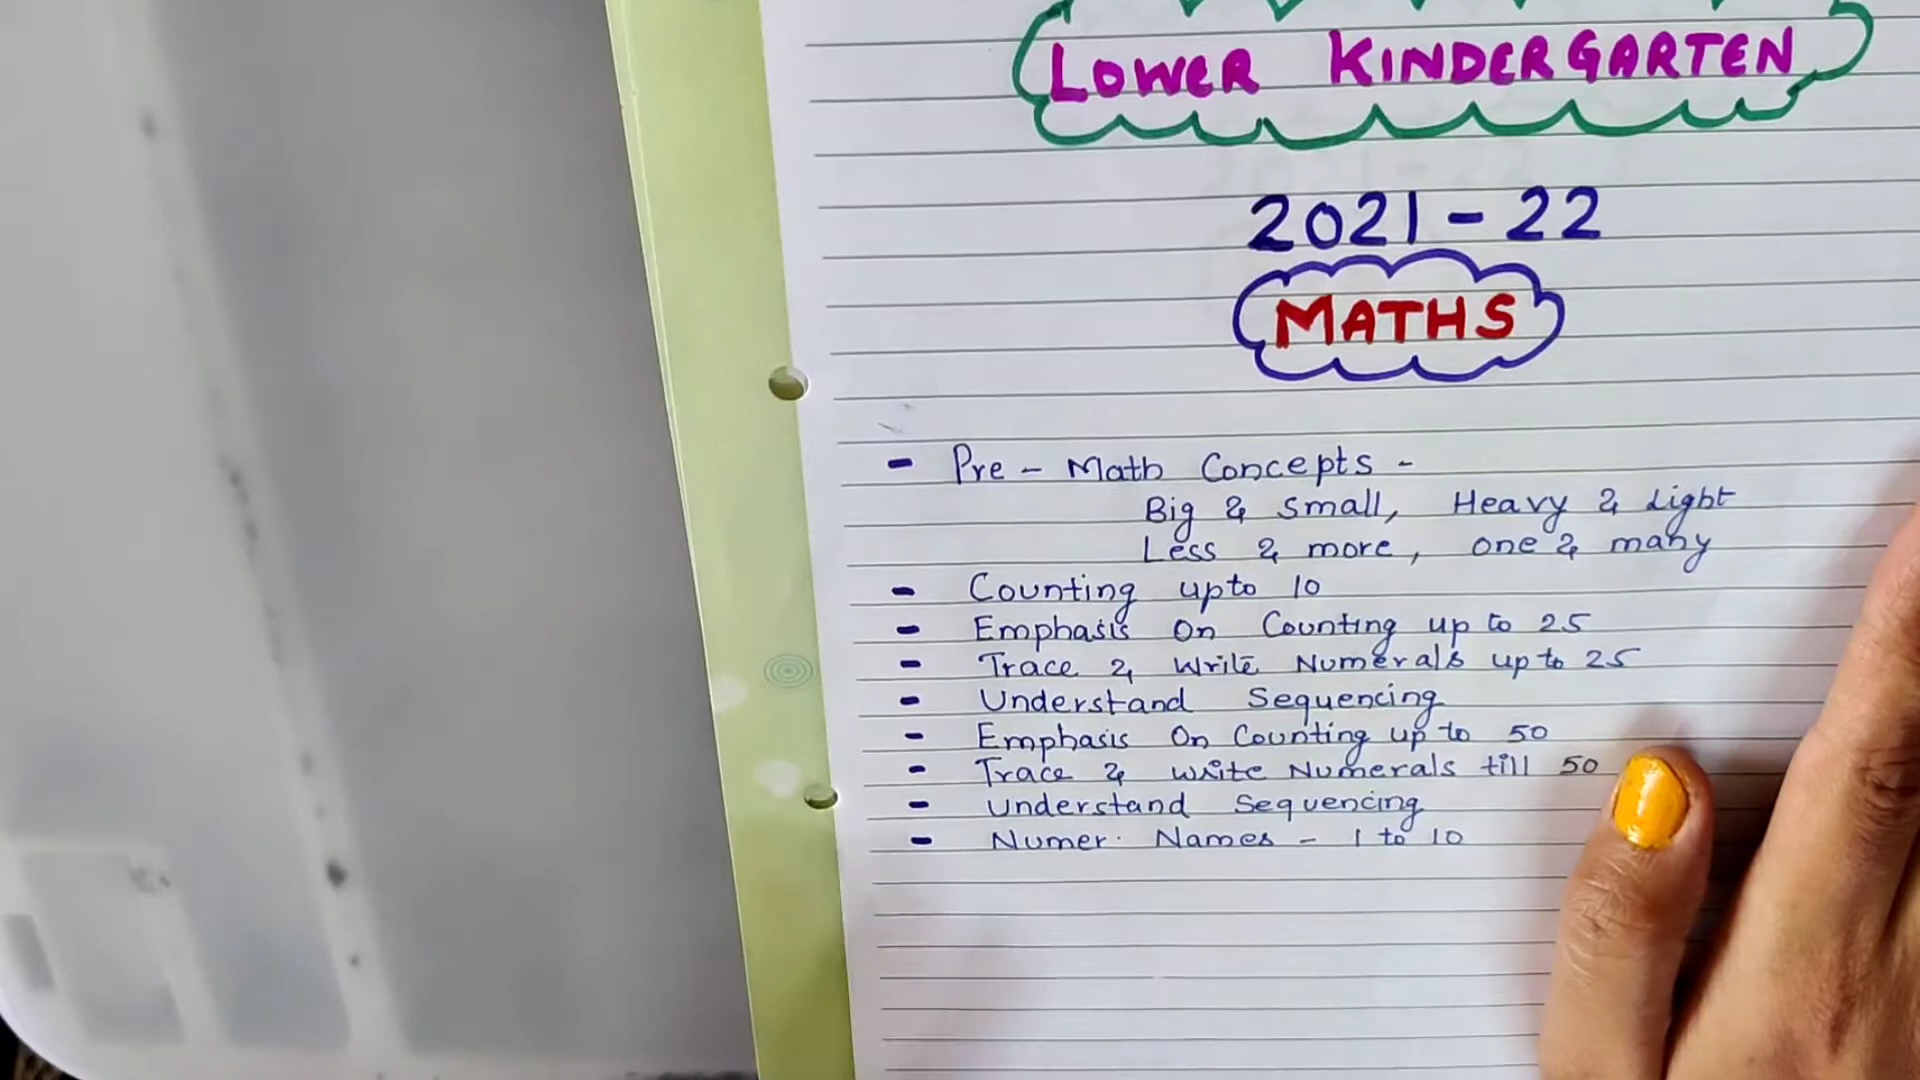 LOWER KINDERGARTEN
2021-22
MATHS
- Pre - Math Concepts -
Big & small, Heavy & Light
Less & more, one & many
- Counting upto 10
- Emphasis On Counting up to 25
- Trace & Write Numerals up to 25
- Understand Sequencing
- Emphasis On Counting up to 50
- Trace & write Numerals till 50
- Understand Sequencing
- Numer. Names - 1 to 10